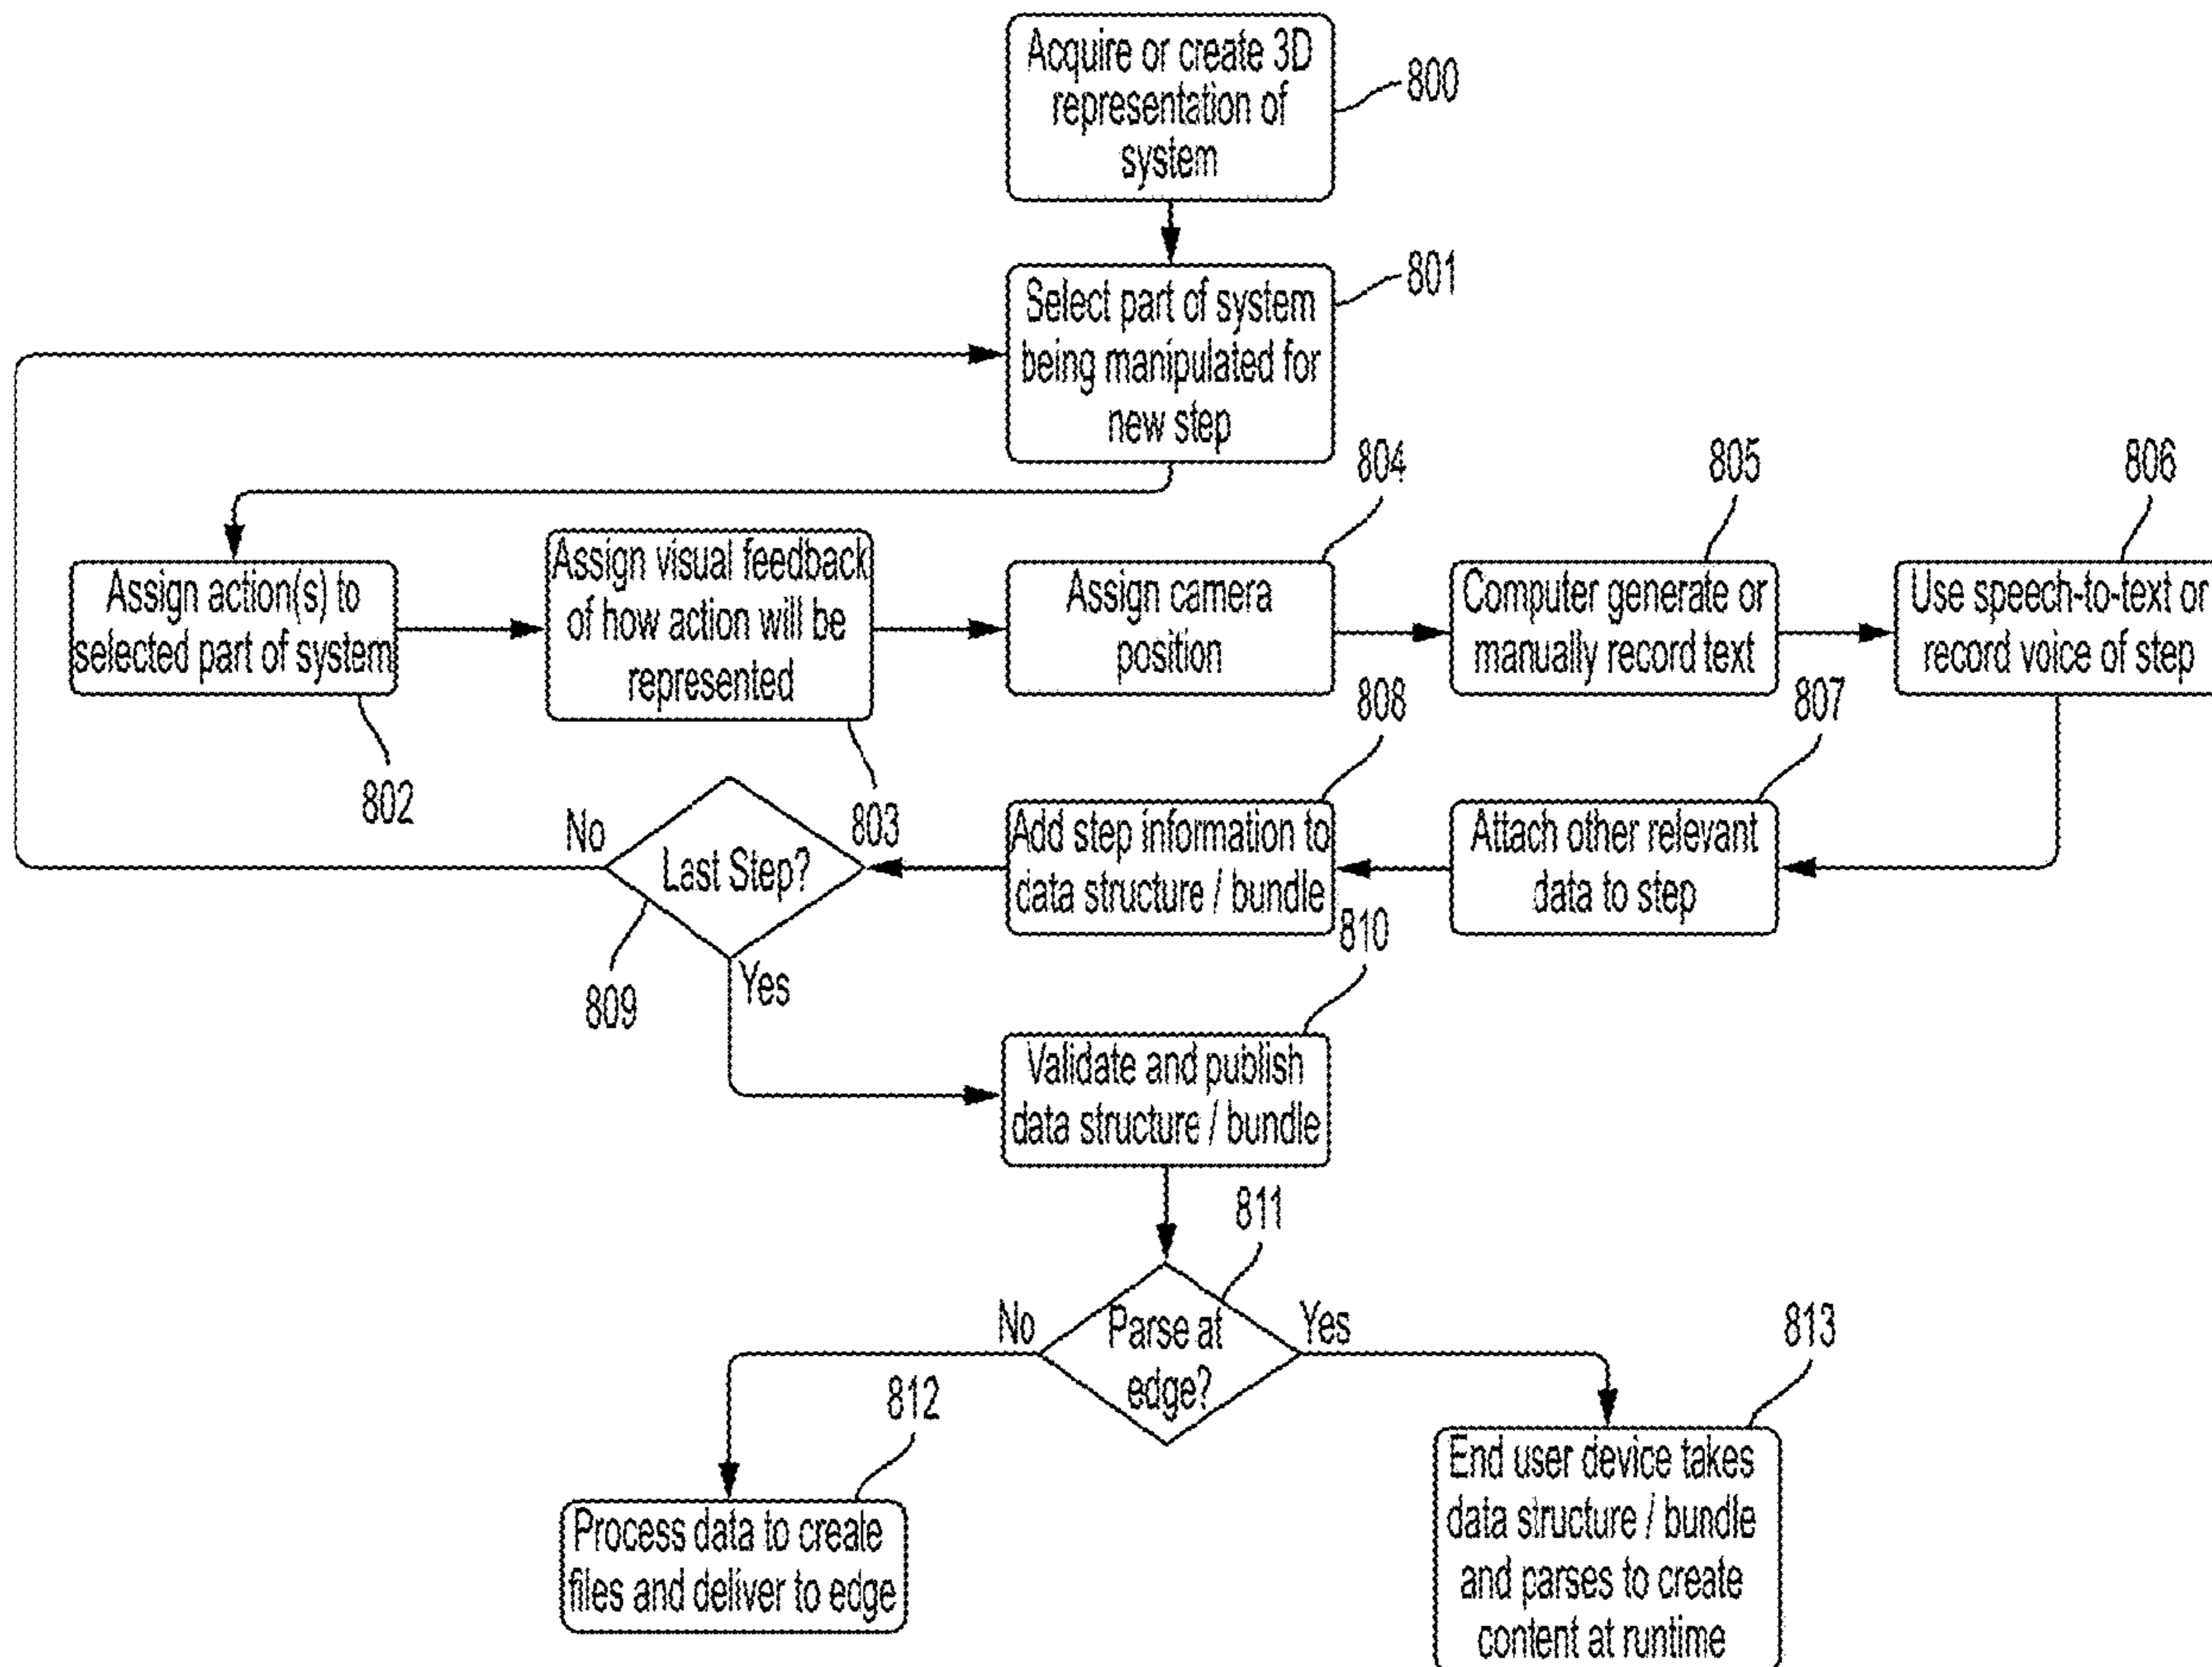 Acquire or create 3D
representation of
system
800
Select part of system
being manipulated for
new step
801
Assign action(s) to
selected part of system
802
Assign visual feedback
of how action will be
represented
803
Assign camera
position
804
Computer generate or
manually record text
805
Use speech-to-text or
record voice of step
806
Attach other relevant
data to step
807
Add step information to
data structure / bundle
808
Last Step?
809
No
Yes
Validate and publish
data structure / bundle
810
Parse at
edge?
811
No
Yes
Process data to create
files and deliver to edge
812
End user device takes
data structure / bundle
and parses to create
content at runtime
813